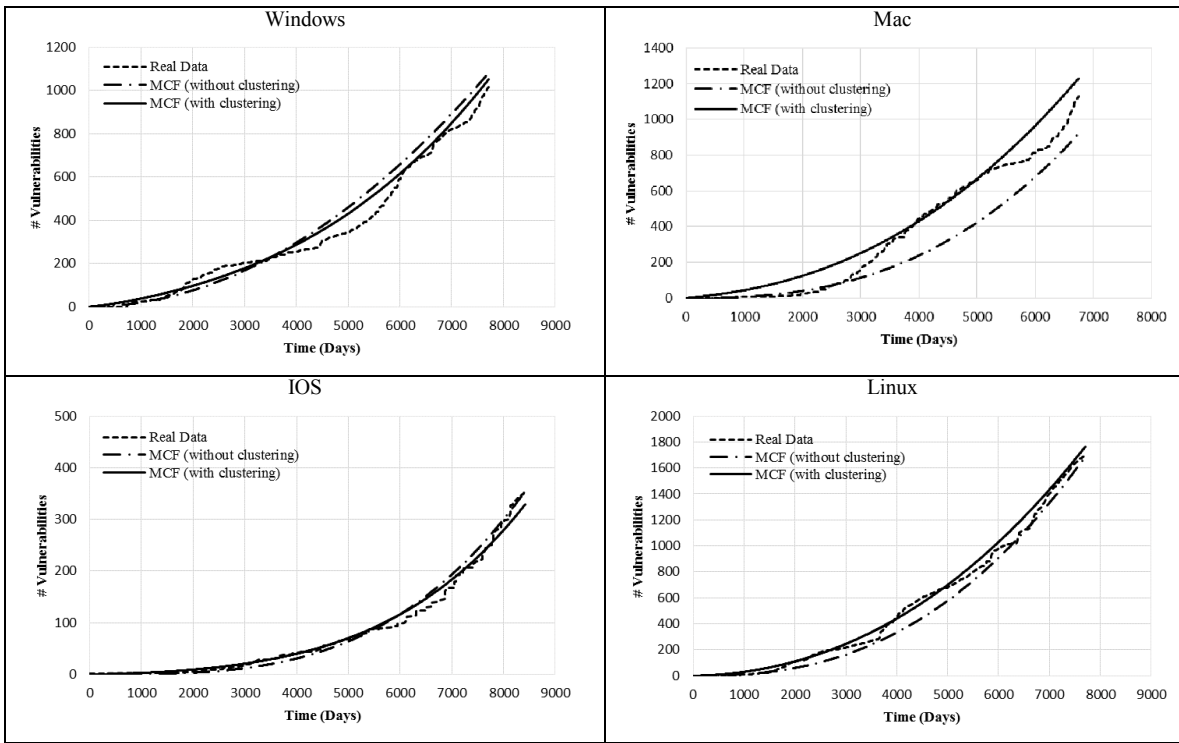 Windows
1200
1000
800
600
400
200
0
# Vulnerabilities
Real Data
MCF (without clustering)
MCF (with clustering)
0 1000 2000 3000 4000 5000 6000 7000 8000 9000
Time (Days)
Mac
1400
1200
1000
800
600
400
200
0
# Vulnerabilities
Real Data
MCF (without clustering)
MCF (with clustering)
0 1000 2000 3000 4000 5000 6000 7000 8000
Time (Days)
IOS
500
400
300
200
100
0
# Vulnerabilities
Real Data
MCF (without clustering)
MCF (with clustering)
0 1000 2000 3000 4000 5000 6000 7000 8000 9000
Time (Days)
Linux
2000
1800
1600
1400
1200
1000
800
600
400
200
0
# Vulnerabilities
Real Data
MCF (without clustering)
MCF (with clustering)
0 1000 2000 3000 4000 5000 6000 7000 8000 9000
Time (Days)